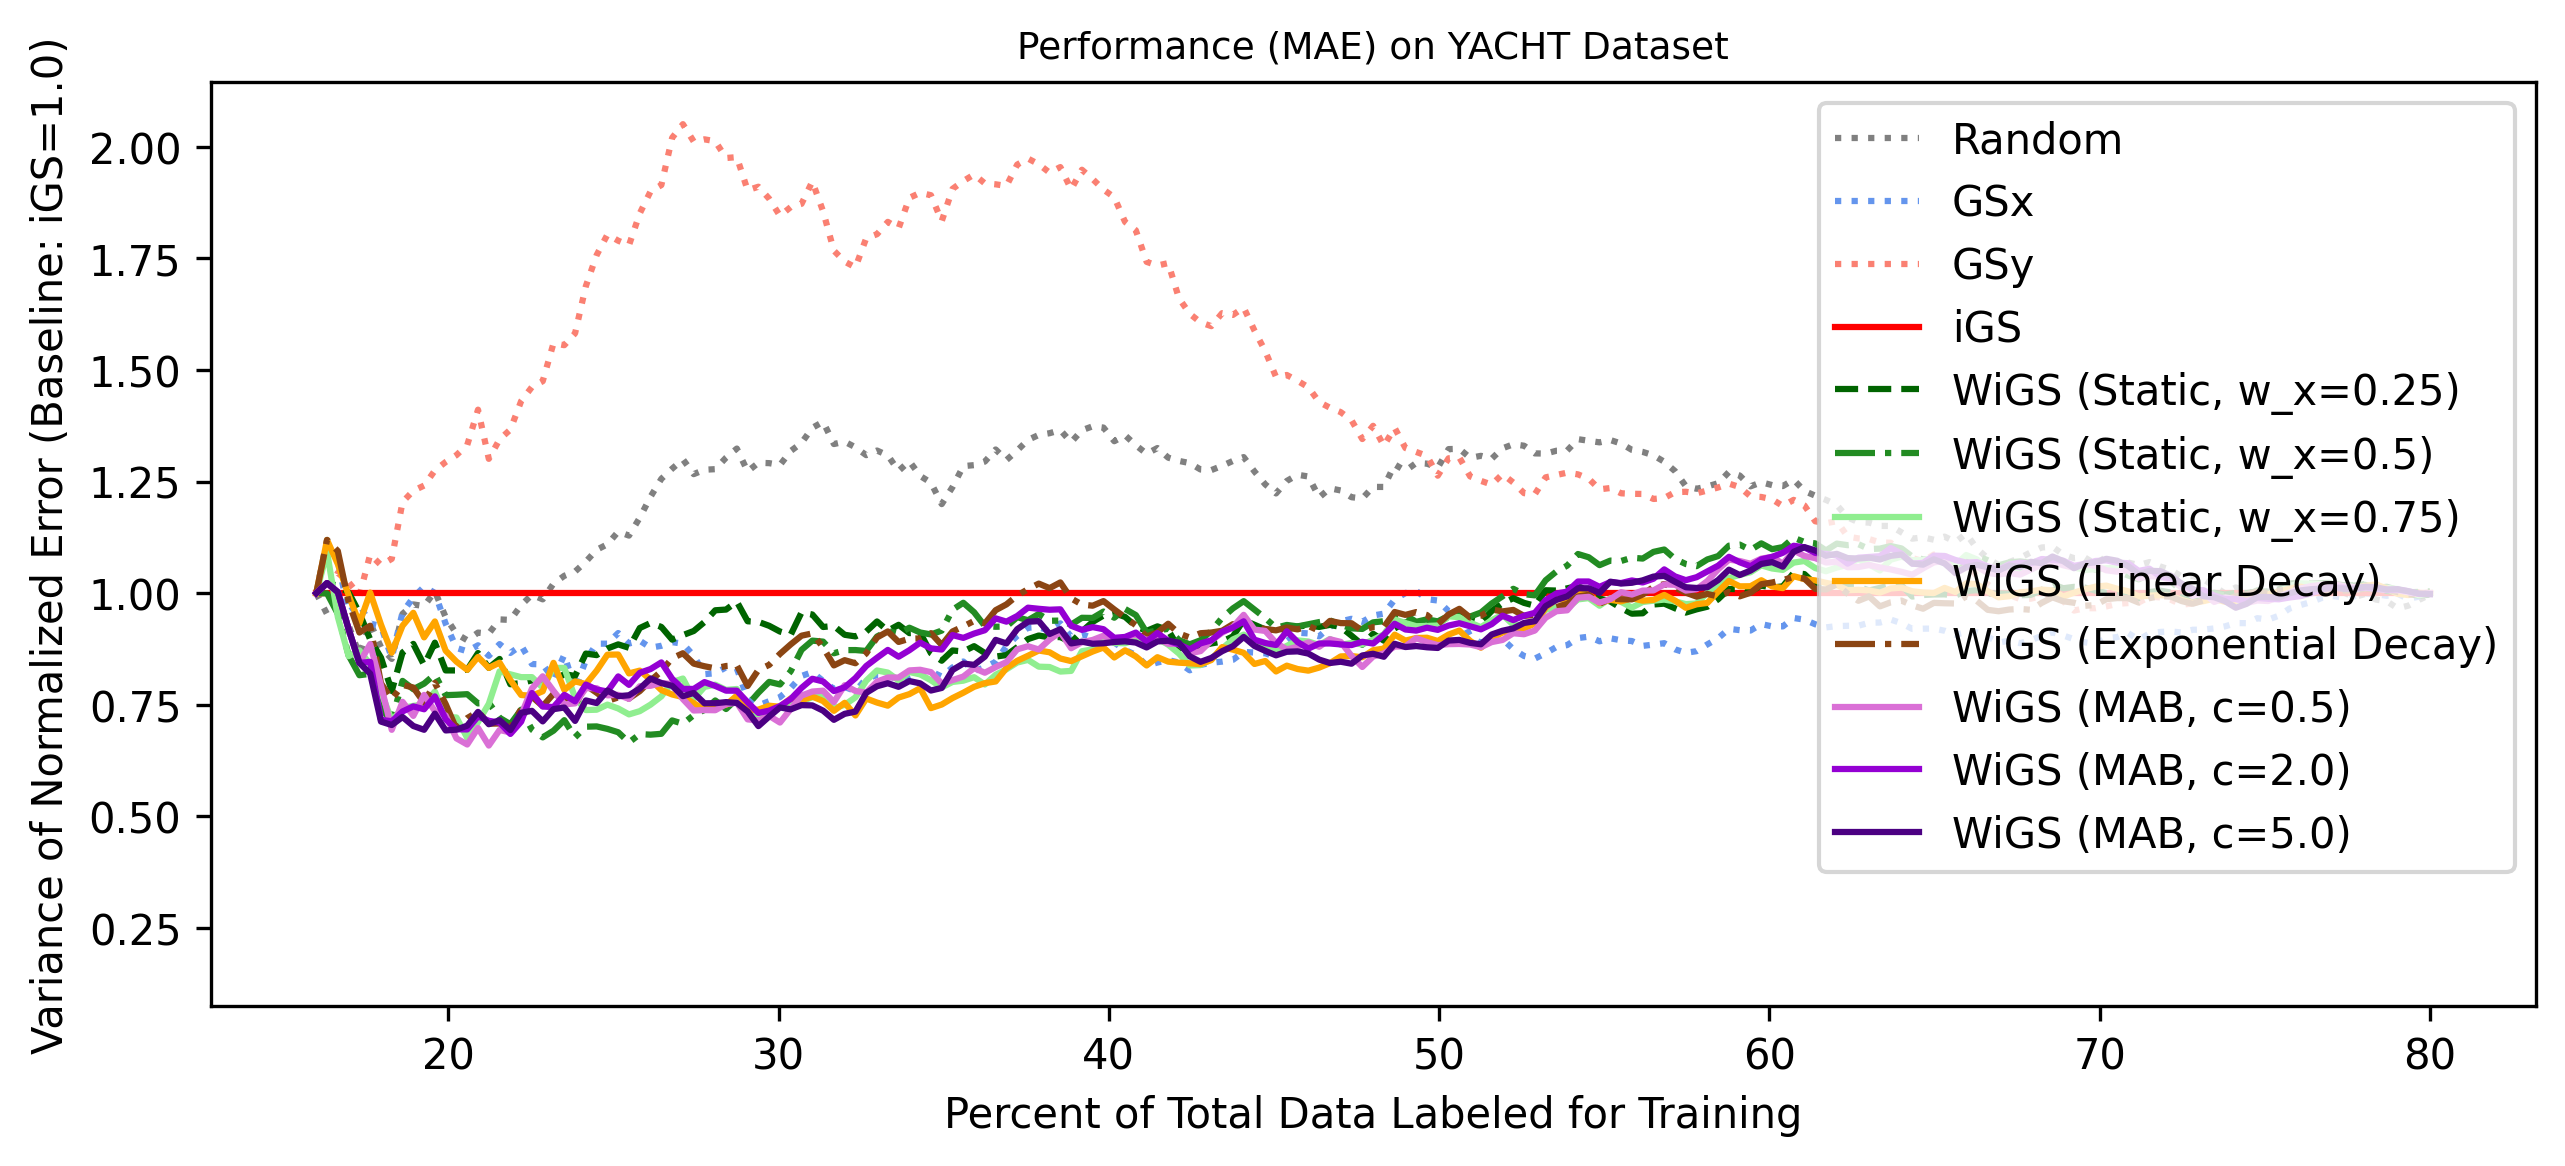 Performance (MAE) on YACHT Dataset
Variance of Normalized Error (Baseline: iGS=1.0)
2.00
1.75
1.50
1.25
1.00
0.75
0.50
0.25
Random
GSx
GSy
iGS
WiGS (Static, w_x=0.25)
WiGS (Static, w_x=0.5)
WiGS (Static, w_x=0.75)
WiGS (Linear Decay)
WiGS (Exponential Decay)
WiGS (MAB, c=0.5)
WiGS (MAB, c=2.0)
WiGS (MAB, c=5.0)
20 30 40 50 60 70 80
Percent of Total Data Labeled for Training